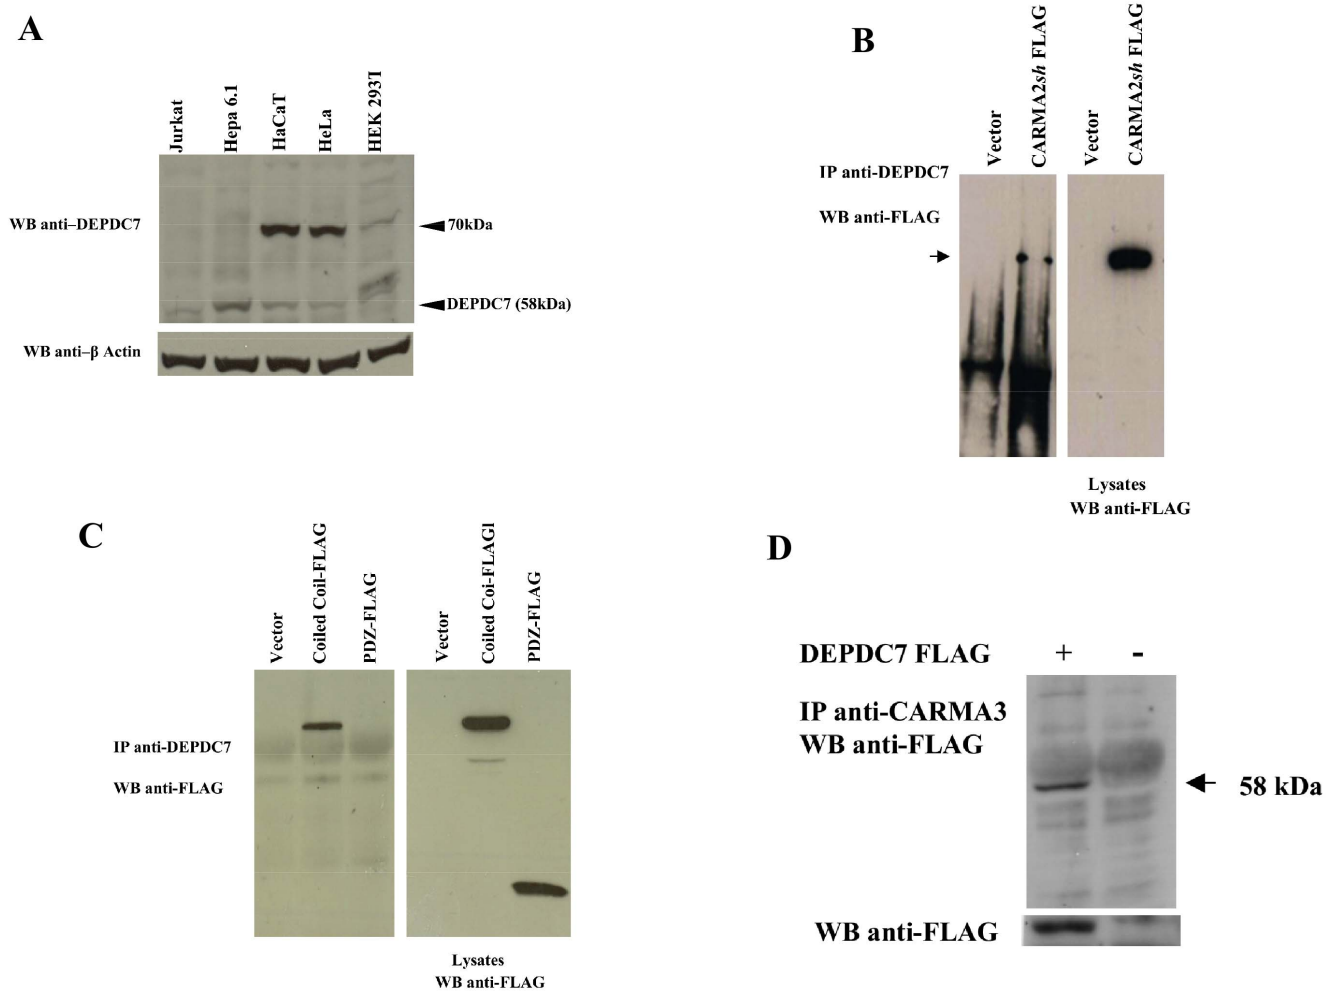 A
Jurkat
Hepa 6.1
HaCaT
HeLa
HEK 293T
WB anti–DEPDC7
70kDa
DEPDC7 (58kDa)
WB anti–β Actin
B
Vector
CARMA2sh FLAG
Vector
CARMA2sh FLAG
IP anti-DEPDC7
WB anti-FLAG
Lysates
WB anti-FLAG
C
Vector
Coiled Coil-FLAG
PDZ-FLAG
Vector
Coiled Coi-FLAGl
PDZ-FLAG
IP anti-DEPDC7
WB anti-FLAG
Lysates
WB anti-FLAG
D
DEPDC7 FLAG + -
IP anti-CARMA3
WB anti-FLAG
58 kDa
WB anti-FLAG